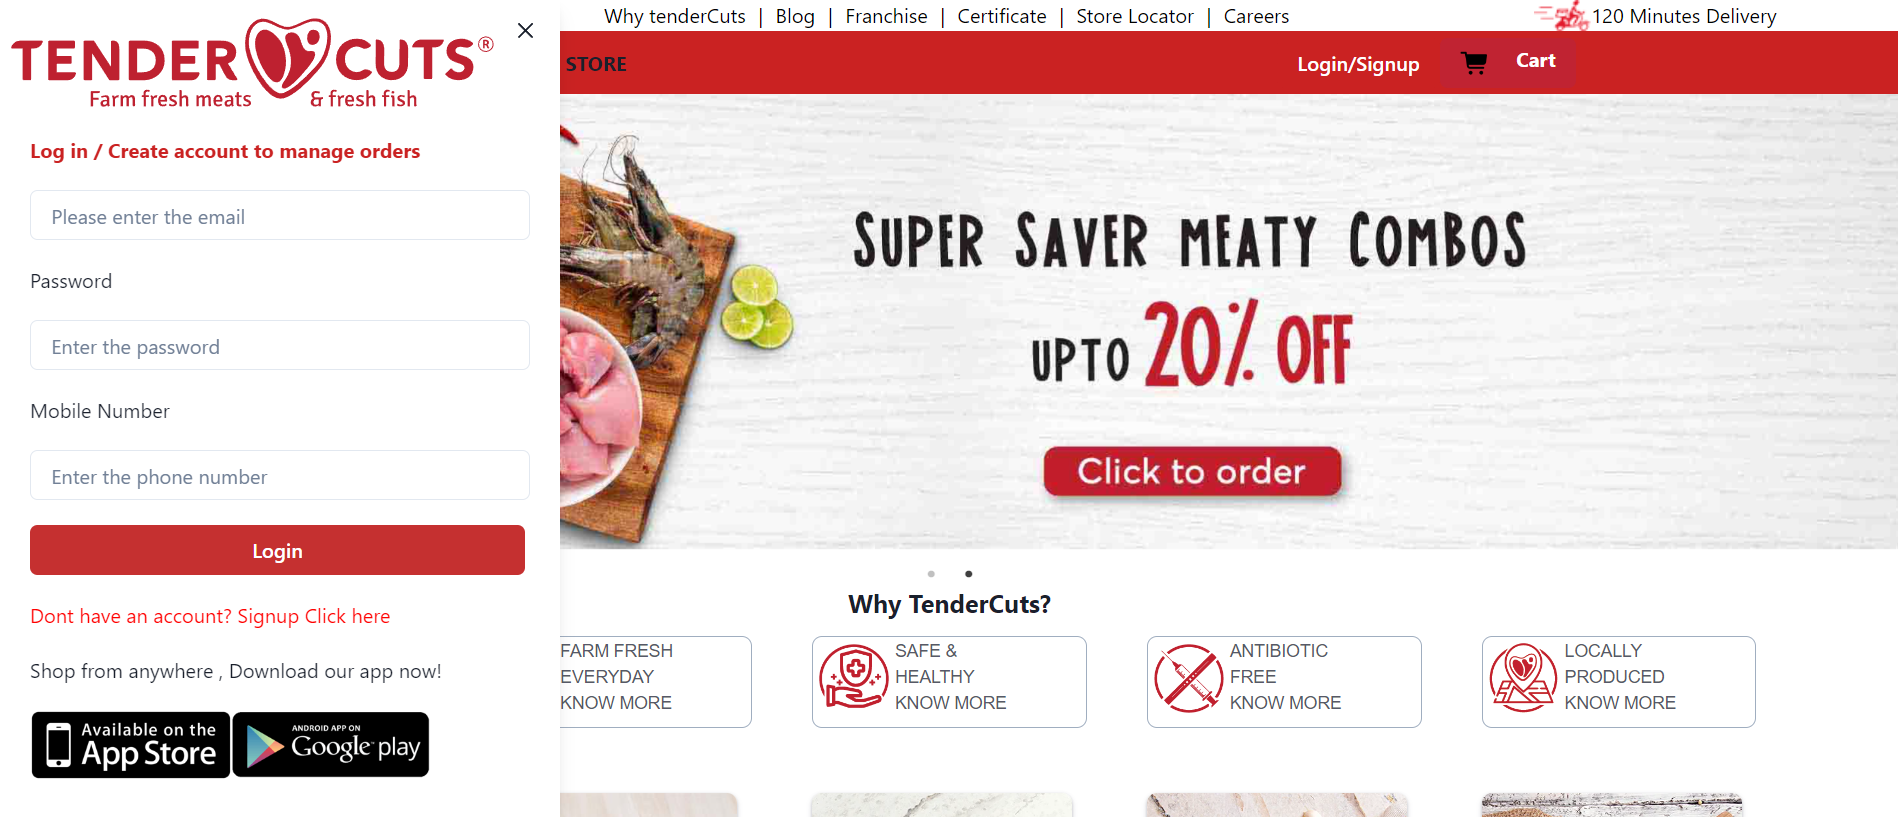 TENDER CUTS®
Farm fresh meats & fresh fish
Log in / Create account to manage orders
Please enter the email
Password
Enter the password
Mobile Number
Enter the phone number
Login
Dont have an account? Signup Click here
Shop from anywhere , Download our app now!
Available on the
App Store
ANDROID APP ON
Google play
Why tenderCuts | Blog | Franchise | Certificate | Store Locator | Careers
120 Minutes Delivery
STORE
Login/Signup
Cart
SUPER SAVER MEATY COMBOS
UPTO 20% OFF
Click to order
Why TenderCuts?
FARM FRESH
EVERYDAY
KNOW MORE
SAFE &
HEALTHY
KNOW MORE
ANTIBIOTIC
FREE
KNOW MORE
LOCALLY
PRODUCED
KNOW MORE